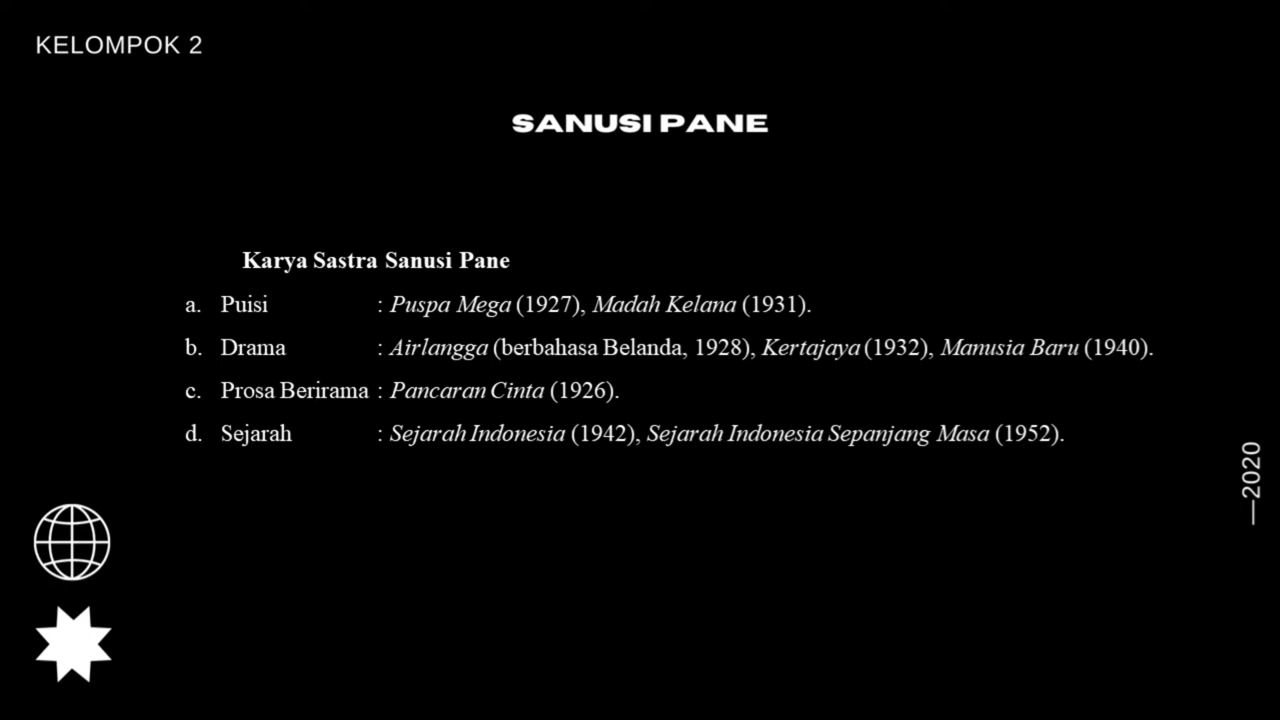 KELOMPOK 2
SANUSI PANE
Karya Sastra Sanusi Pane
a. Puisi : Puspa Mega (1927), Madah Kelana (1931).
b. Drama : Airlangga (berbahasa Belanda, 1928), Kertajaya (1932), Manusia Baru (1940).
c. Prosa Berirama : Pancaran Cinta (1926).
d. Sejarah : Sejarah Indonesia (1942), Sejarah Indonesia Sepanjang Masa (1952).
—2020